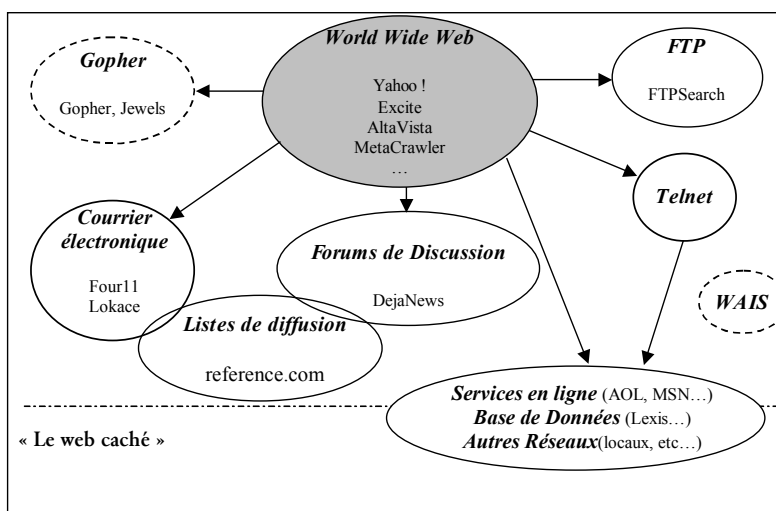 World Wide Web
Yahoo !
Excite
AltaVista
MetaCrawler
…
Gopher
Gopher, Jewels
FTP
FTPSearch
Courrier
électronique
Four11
Lokace
Forums de Discussion
DejaNews
Telnet
WAIS
Listes de diffusion
reference.com
Services en ligne (AOL, MSN…)
Base de Données (Lexis…)
Autres Réseaux(locaux, etc…)
« Le web caché »